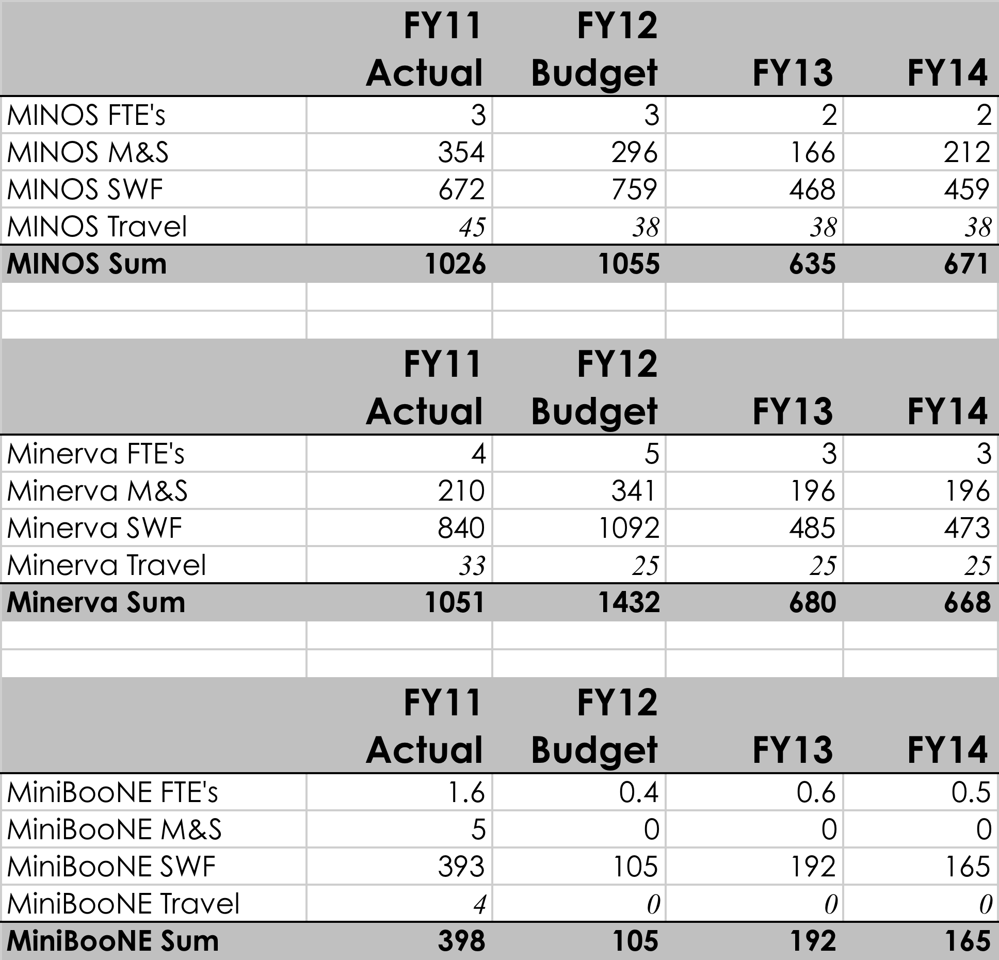 FY11 FY12
Actual Budget FY13 FY14
MINOS FTE's 3 3 2 2
MINOS M&S 354 296 166 212
MINOS SWF 672 759 468 459
MINOS Travel 45 38 38 38
MINOS Sum 1026 1055 635 671
FY11 FY12
Actual Budget FY13 FY14
Minerva FTE's 4 5 3 3
Minerva M&S 210 341 196 196
Minerva SWF 840 1092 485 473
Minerva Travel 33 25 25 25
Minerva Sum 1051 1432 680 668
FY11 FY12
Actual Budget FY13 FY14
MiniBooNE FTE's 1.6 0.4 0.6 0.5
MiniBooNE M&S 5 0 0 0
MiniBooNE SWF 393 105 192 165
MiniBooNE Travel 4 0 0 0
MiniBooNE Sum 398 105 192 165